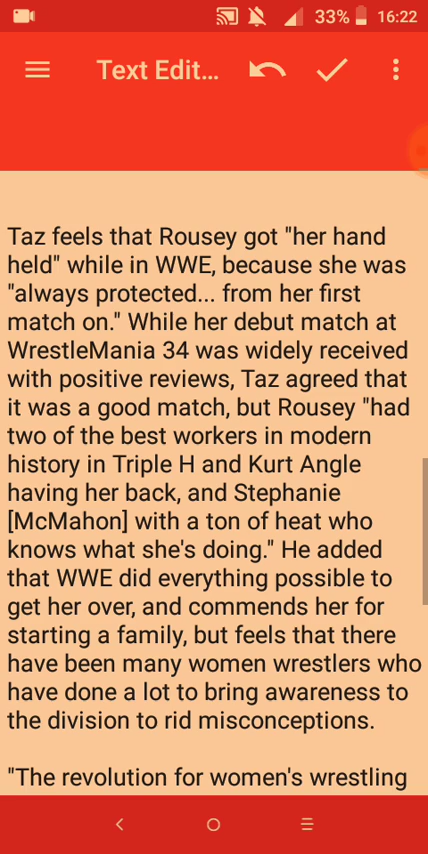 33% 16:22
Text Edit...
Taz feels that Rousey got "her hand
held" while in WWE, because she was
"always protected... from her first
match on." While her debut match at
WrestleMania 34 was widely received
with positive reviews, Taz agreed that
it was a good match, but Rousey "had
two of the best workers in modern
history in Triple H and Kurt Angle
having her back, and Stephanie
[McMahon] with a ton of heat who
knows what she's doing." He added
that WWE did everything possible to
get her over, and commends her for
starting a family, but feels that there
have been many women wrestlers who
have done a lot to bring awareness to
the division to rid misconceptions.
"The revolution for women's wrestling